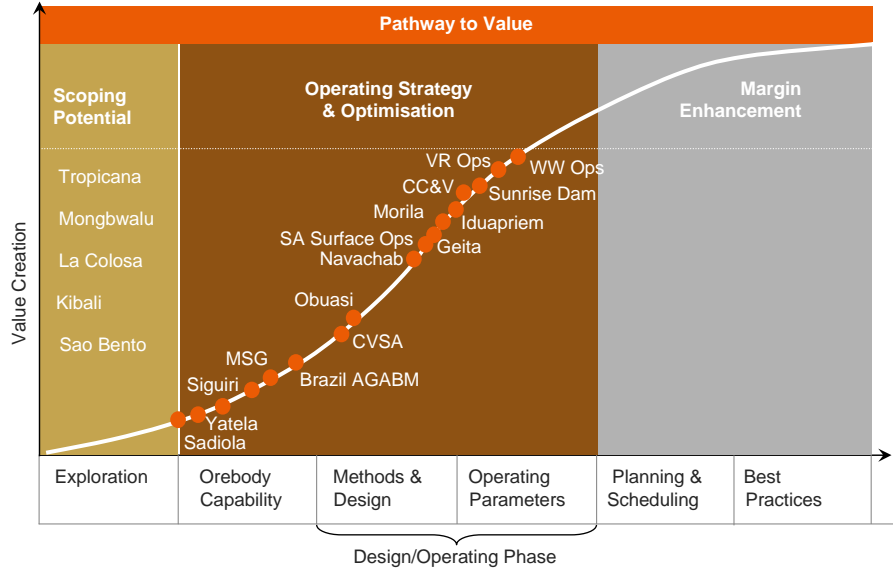 Pathway to Value
Scoping
Potential
Operating Strategy
& Optimisation
Margin
Enhancement
Tropicana
Mongbwalu
La Colosa
Kibali
Sao Bento
VR Ops
WW Ops
CC&V
Sunrise Dam
Morila
Iduapriem
SA Surface Ops
Geita
Navachab
Obuasi
CVSA
MSG
Brazil AGABM
Siguiri
Yatela
Sadiola
Value Creation
Exploration
Orebody
Capability
Methods &
Design
Operating
Parameters
Planning &
Scheduling
Best
Practices
Design/Operating Phase